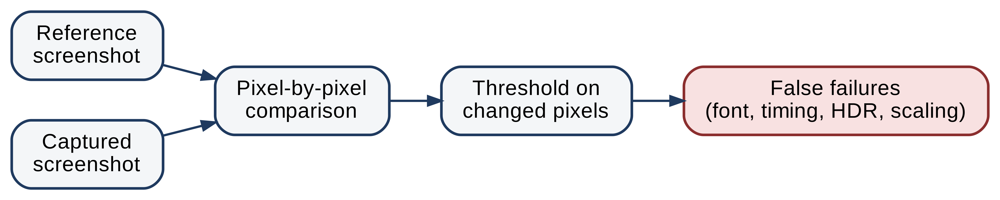 Reference
screenshot
Captured
screenshot
Pixel-by-pixel
comparison
Threshold on
changed pixels
False failures
(font, timing, HDR, scaling)